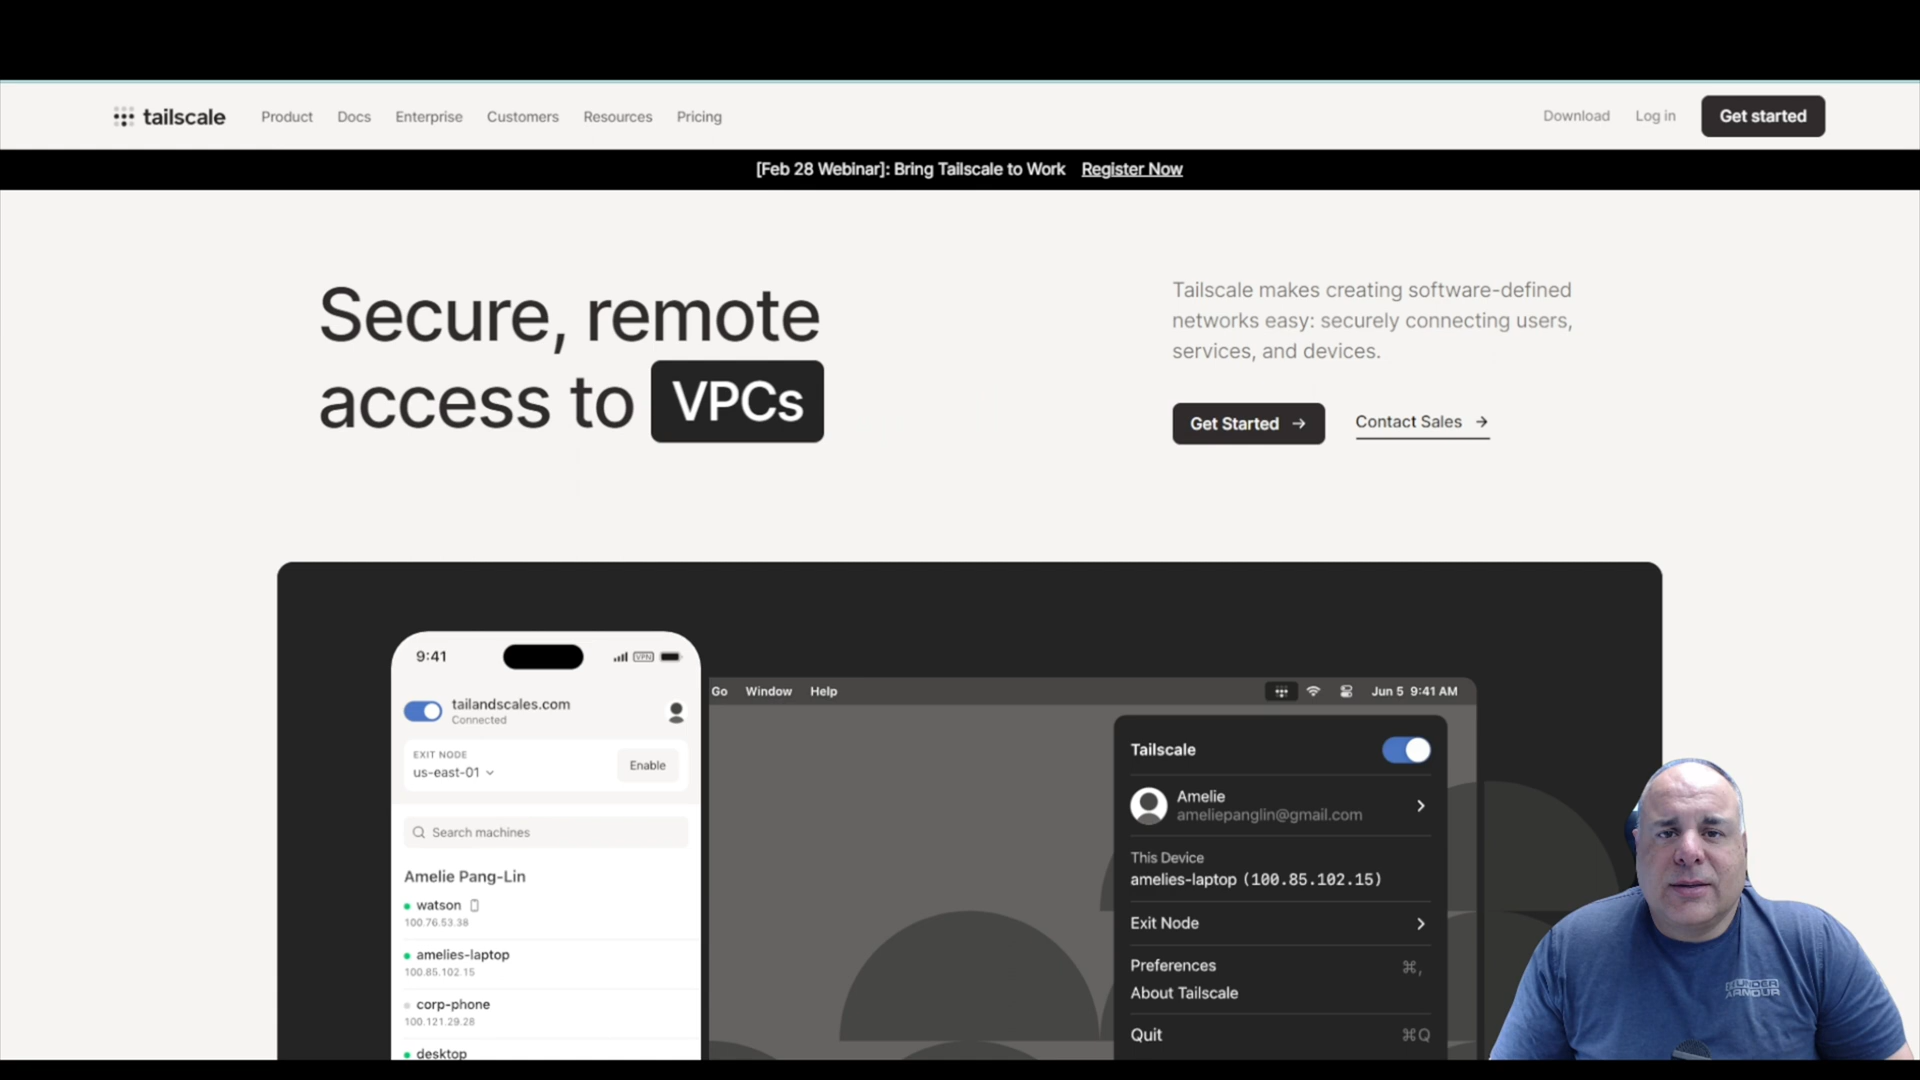 tailscale Product Docs Enterprise Customers Resources Pricing Download Log in Get started
[Feb 28 Webinar]: Bring Tailscale to Work Register Now
Secure, remote
access to VPCs
Tailscale makes creating software-defined
networks easy: securely connecting users,
services, and devices.
Get Started → Contact Sales →
9:41 VPN
tailandscales.com
Connected
EXIT NODE
us-east-01
Enable
Search machines
Amelie Pang-Lin
watson
100.76.53.38
amelies-laptop
100.85.102.15
corp-phone
100.121.29.28
desktop
Go Window Help Jun 5 9:41 AM
Tailscale
Amelie
ameliepanglin@gmail.com
This Device
amelies-laptop (100.85.102.15)
Exit Node
Preferences ⌘,
About Tailscale
Quit ⌘Q
UNDER
ARMOUR